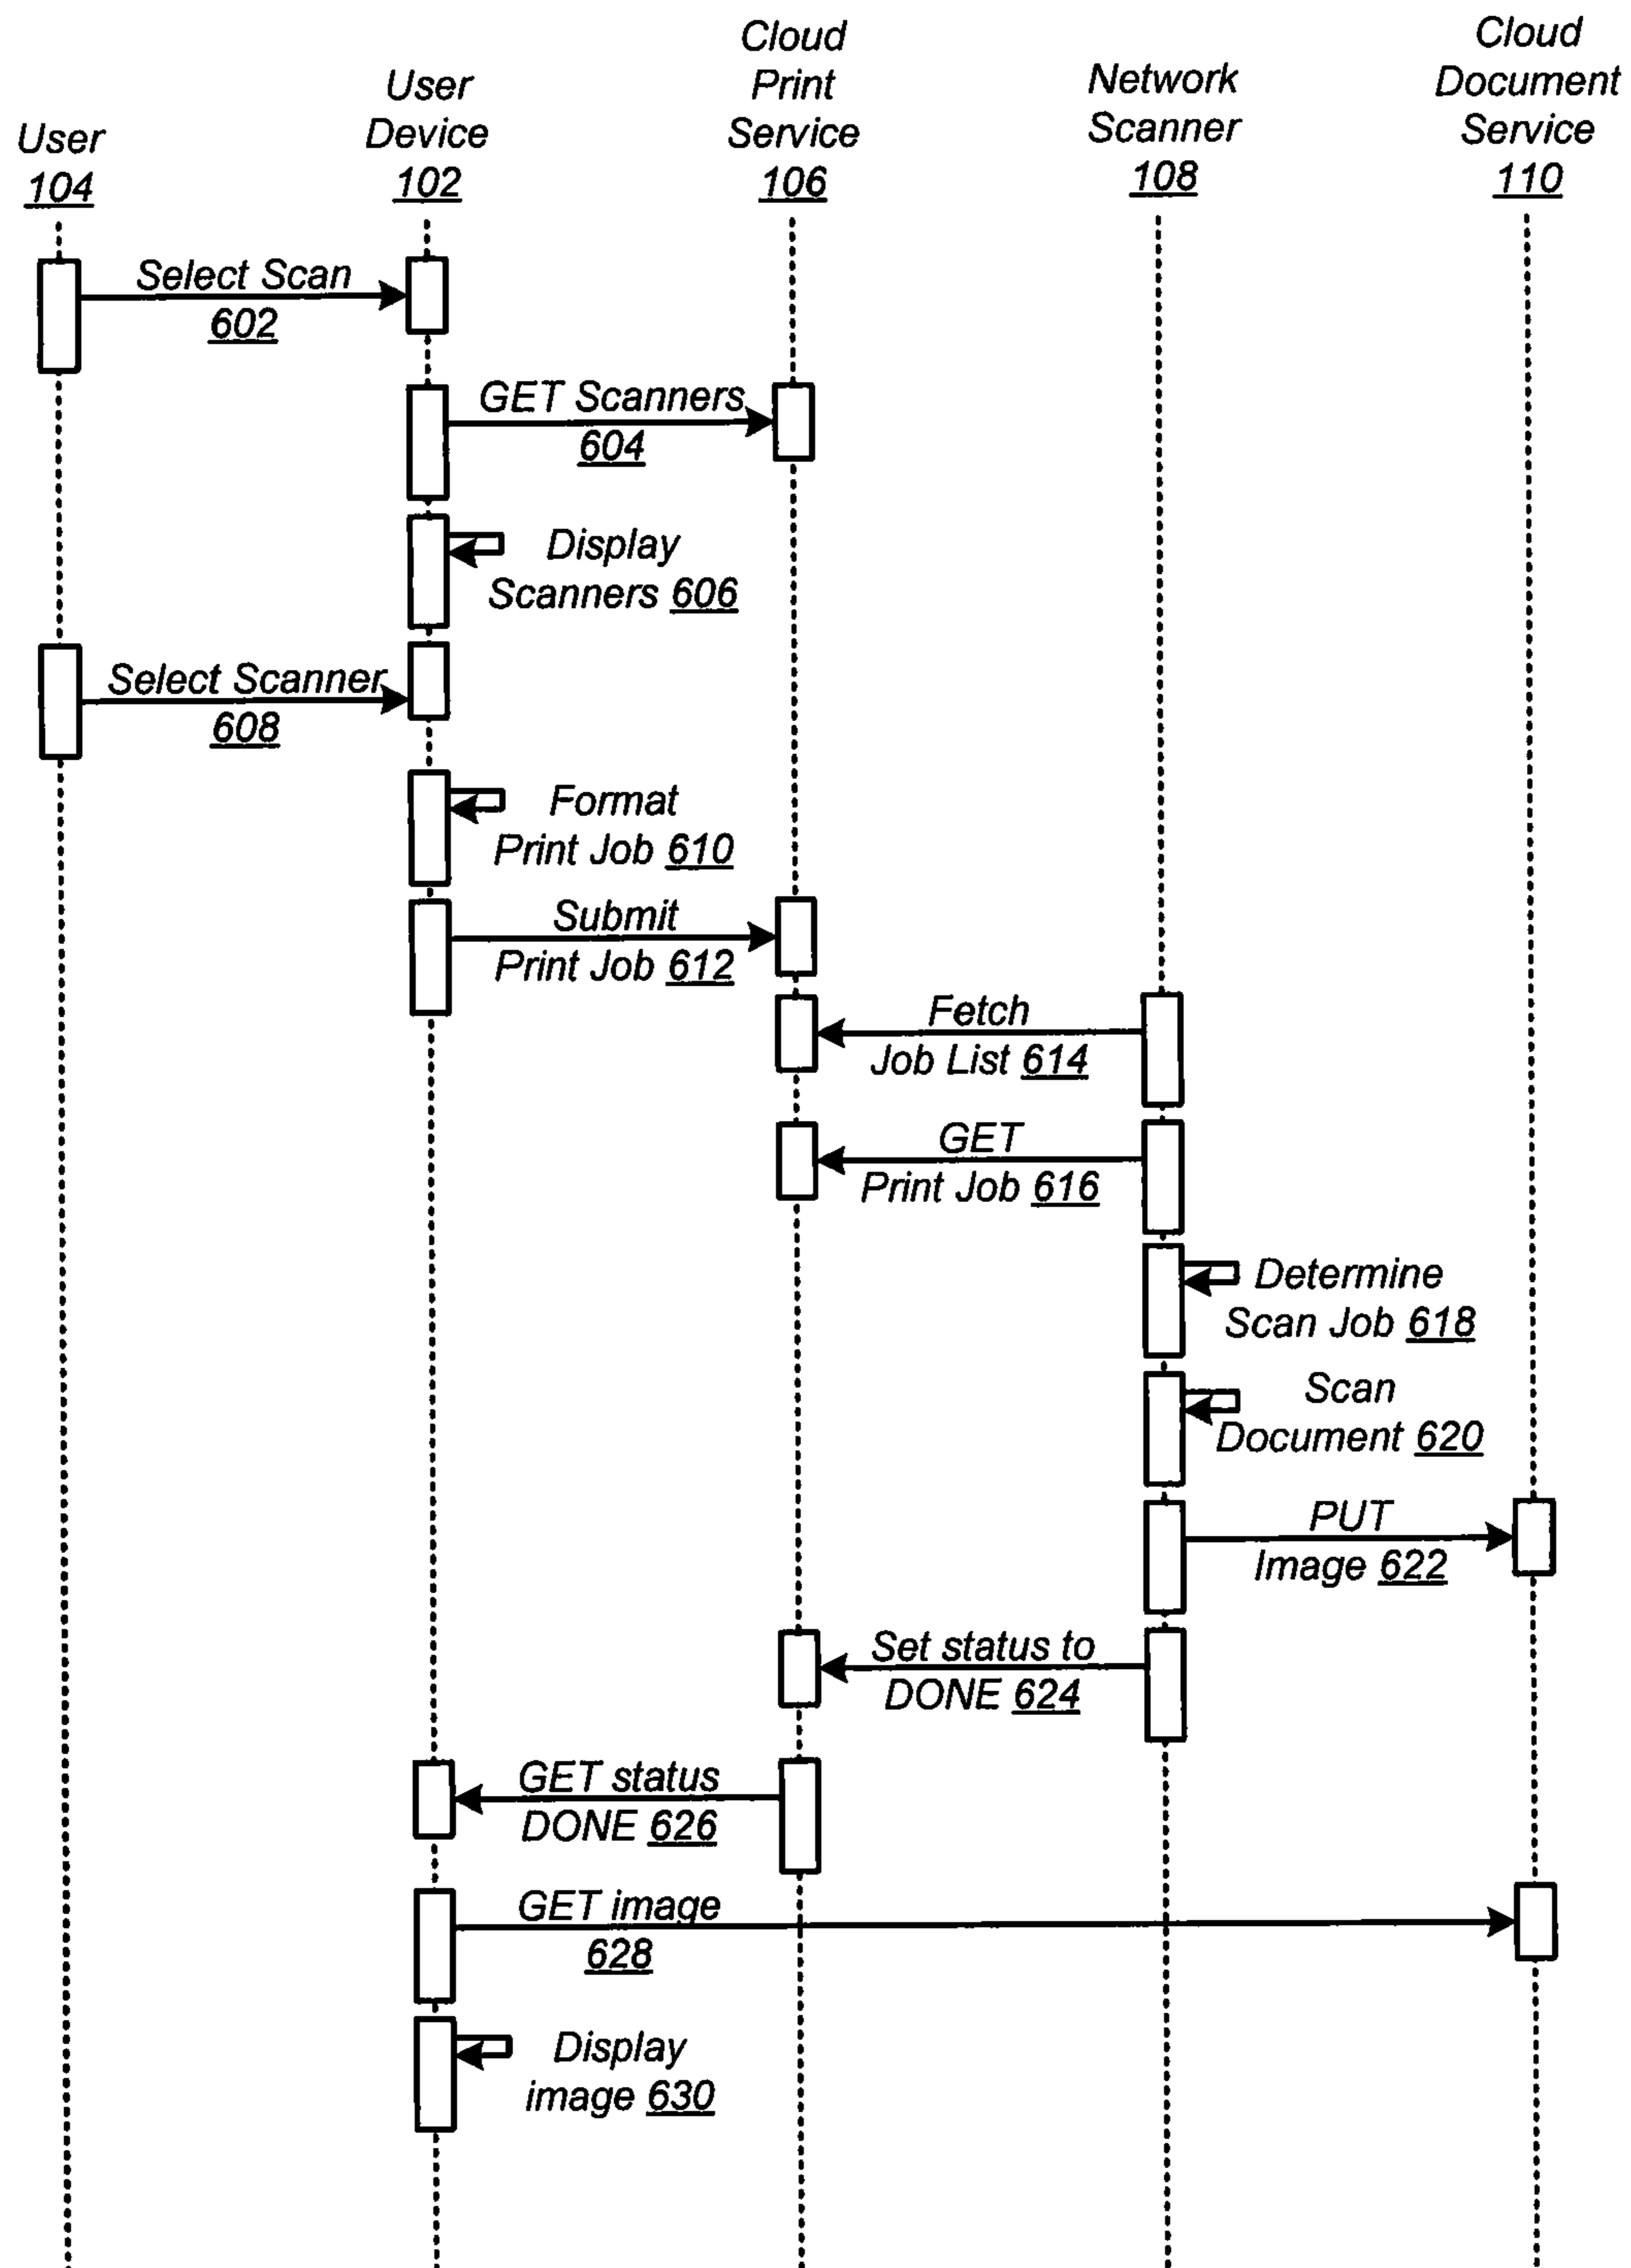 User
104
User
Device
102
Cloud
Print
Service
106
Network
Scanner
108
Cloud
Document
Service
110
Select Scan
602
GET Scanners
604
Display
Scanners 606
Select Scanner
608
Format
Print Job 610
Submit
Print Job 612
Fetch
Job List 614
GET
Print Job 616
Determine
Scan Job 618
Scan
Document 620
PUT
Image 622
Set status to
DONE 624
GET status
DONE 626
GET image
628
Display
image 630